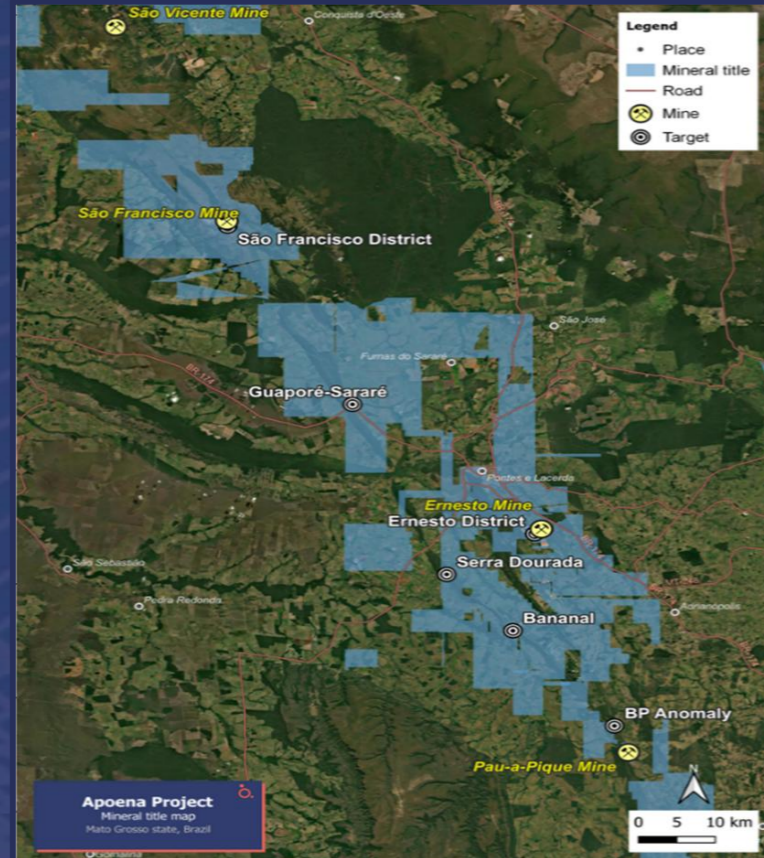 São Vicente Mine
Conquista d'Oeste
Legend
Place
Mineral title
Road
Mine
Target
São Francisco Mine
São Francisco District
São José
Furnas do Sararé
BR-174
Guaporé-Sararé
Pontes e Lacerda
Ernesto Mine
Ernesto District
Serra Dourada
São Sebastião
Pedra Redonda
Adrianópolis
Bananal
BP Anomaly
Pau-a-Pique Mine
N
Apoena Project
Mineral title map
Mato Grosso state, Brazil
0 5 10 km